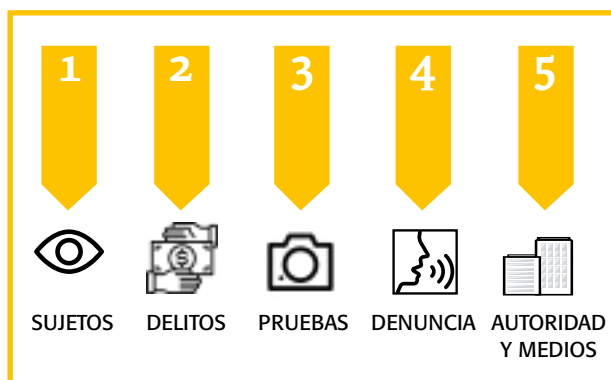 1 2 3 4 5
$
SUJETOS DELITOS PRUEBAS DENUNCIA AUTORIDAD
Y MEDIOS